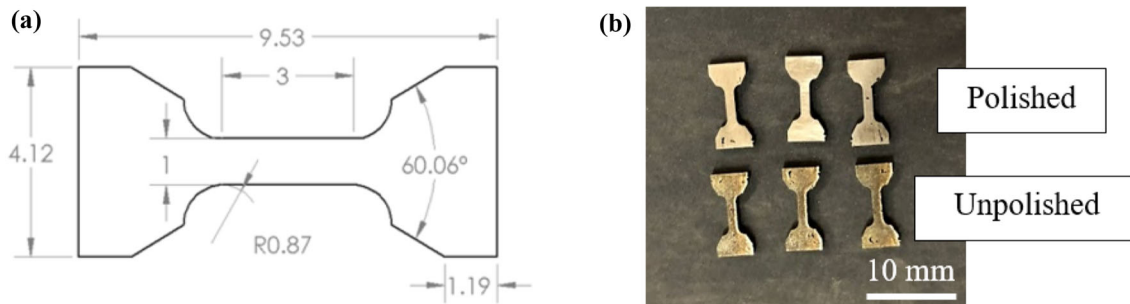 (a)
9.53
3
4.12
1
60.06°
R0.87
1.19
(b)
Polished
Unpolished
10 mm